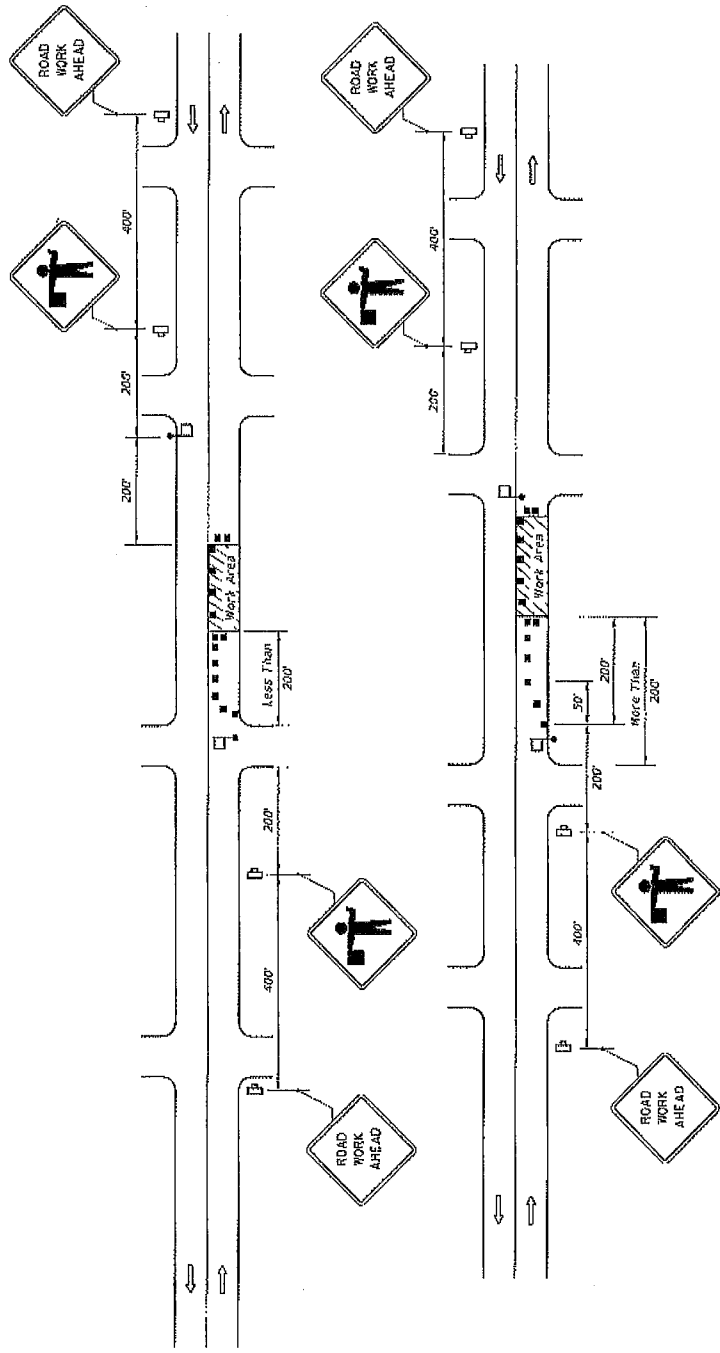 ROAD
WORK
AHEAD
400'
200'
200'
Work Area
Less Than
200'
200'
400'
ROAD
WORK
AHEAD
ROAD
WORK
AHEAD
400'
200'
Work Area
200'
More Than
200'
50'
200'
400'
ROAD
WORK
AHEAD